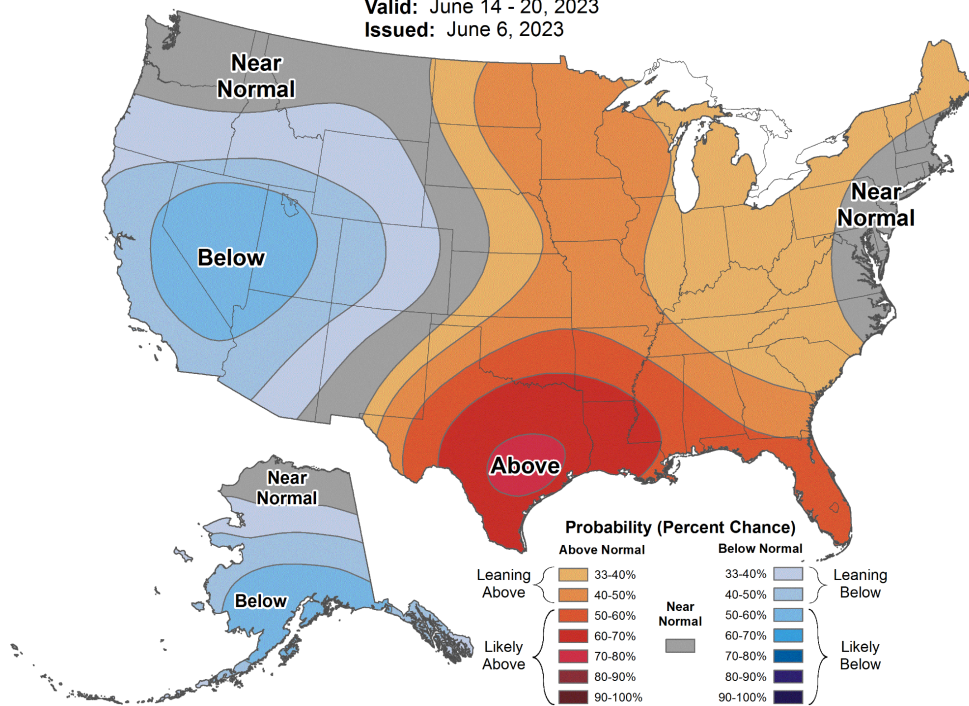 Valid: June 14 - 20, 2023
Issued: June 6, 2023
Near
Normal
Near
Normal
Below
Above
Near
Normal
Below
Probability (Percent Chance)
Above Normal
Below Normal
Leaning
Above
33-40%
40-50%
50-60%
60-70%
70-80%
80-90%
90-100%
Likely
Above
Near
Normal
33-40%
40-50%
50-60%
60-70%
70-80%
80-90%
90-100%
Leaning
Below
Likely
Below